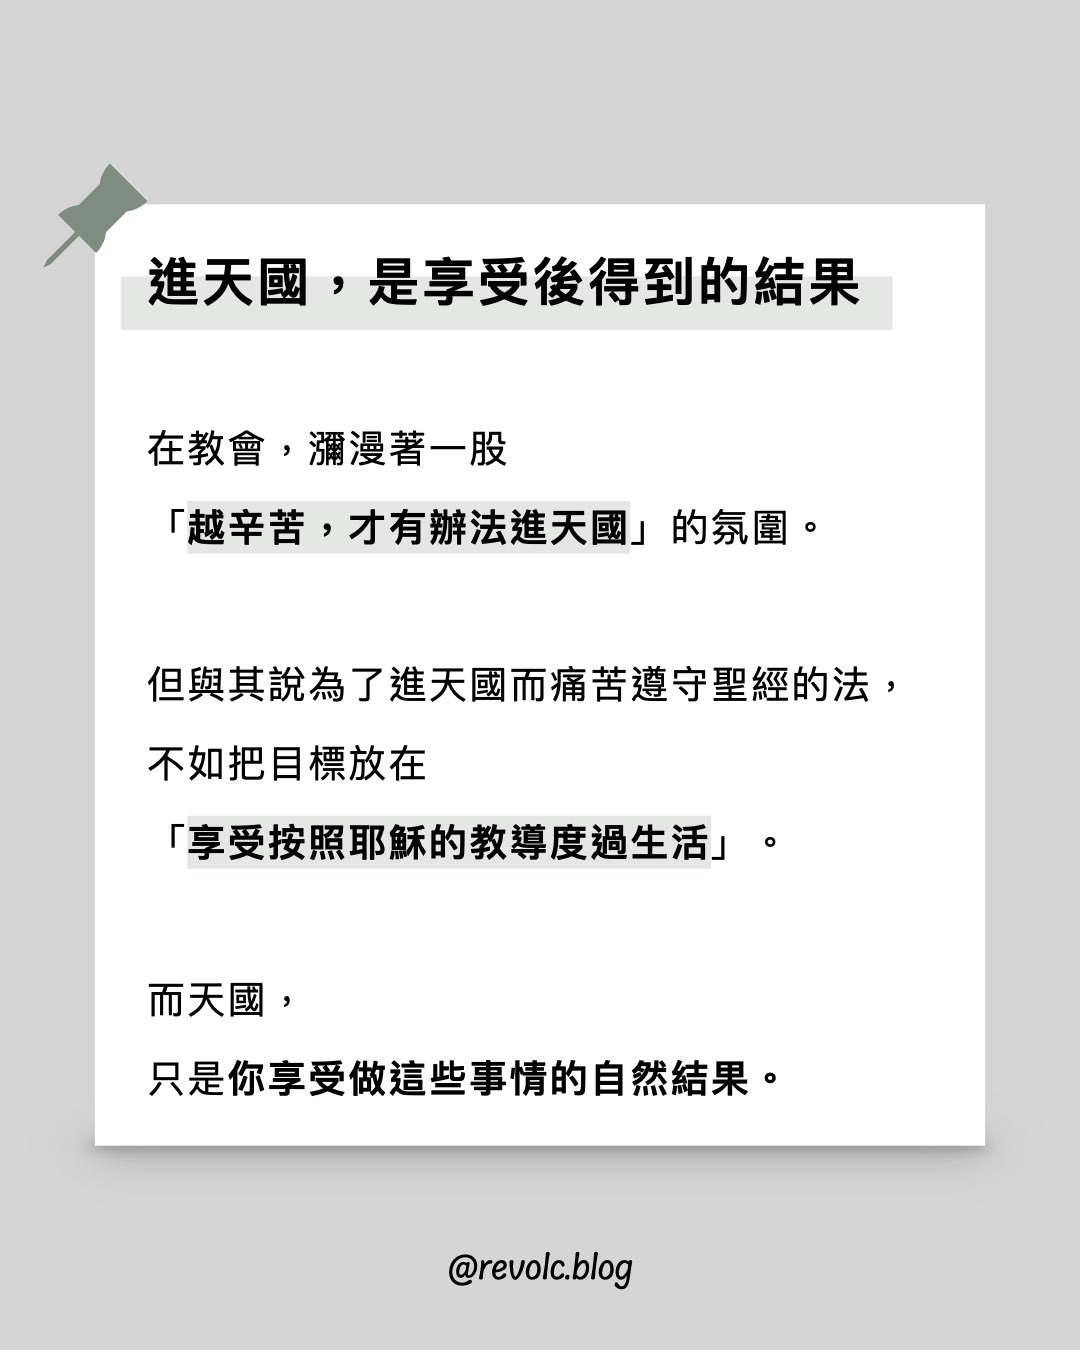 進天國，是享受後得到的結果
在教會，瀰漫著一股
「越辛苦，才有辦法進天國」的氛圍。
但與其說為了進天國而痛苦遵守聖經的法，
不如把目標放在
「享受按照耶穌的教導度過生活」。
而天國，
只是你享受做這些事情的自然結果。
@revolc.blog